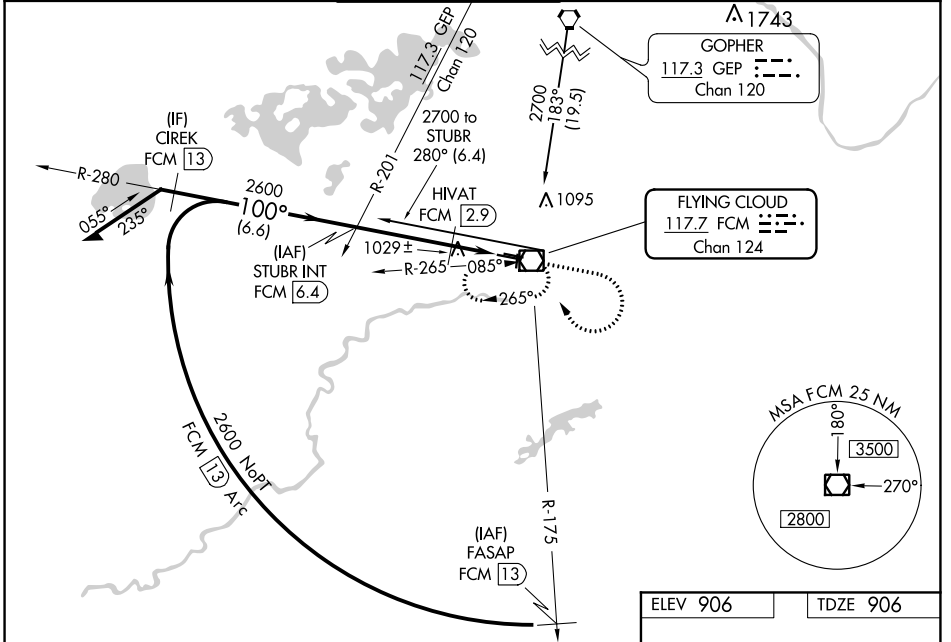 1743
GOPHER
117.3 GEP
Chan 120
117.3 GEP
Chan 120
2700
183°
(19.5)
(IF)
CIREK
FCM 13
2700 to
STUBR
280° (6.4)
R-201
R-280
055°
235°
2600
100°
(6.6)
HIVAT
FCM 2.9
1095
FLYING CLOUD
117.7 FCM
Chan 124
(IAF)
STUBR INT
FCM 6.4
1029 ±
R-265
085°
265°
2600 NoPT
FCM 13 Arc
R-175
(IAF)
FASAP
FCM 13
MSA FCM 25 NM
180°
3500
270°
2800
ELEV 906
TDZE 906